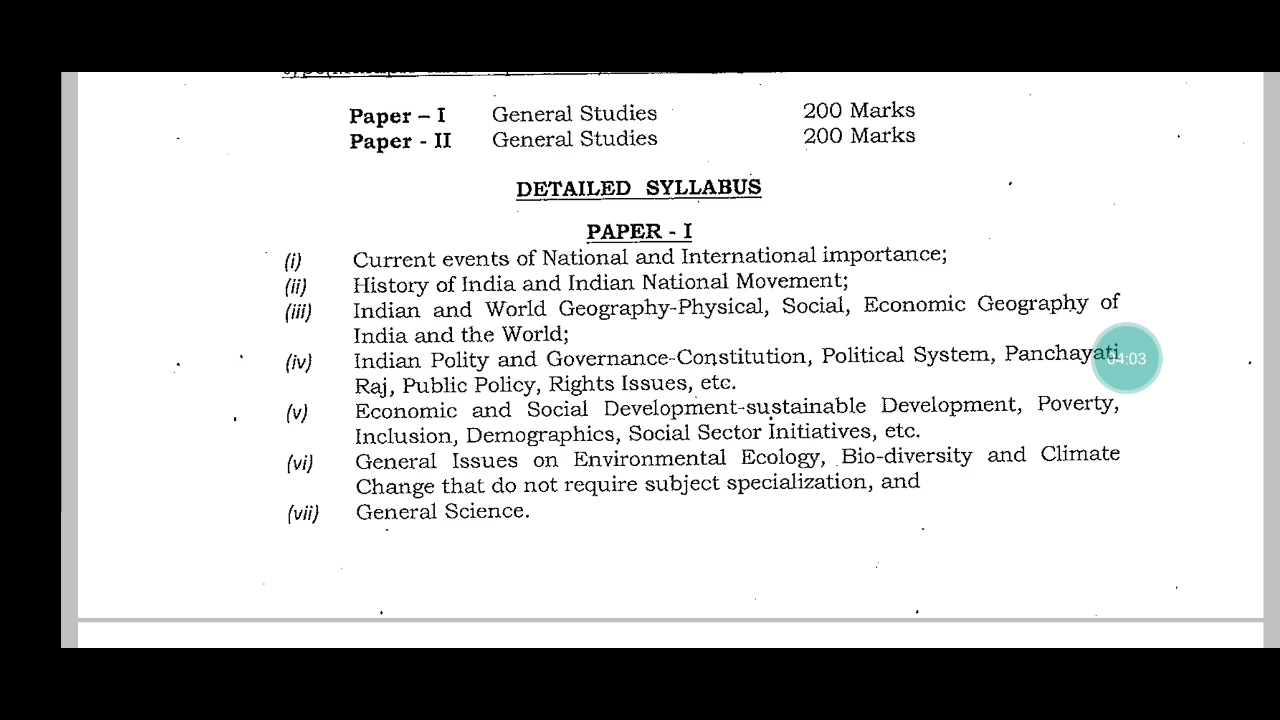 Paper – I General Studies 200 Marks
Paper - II General Studies 200 Marks
DETAILED SYLLABUS
PAPER - I
(i) Current events of National and International importance;
(ii) History of India and Indian National Movement;
(iii) Indian and World Geography-Physical, Social, Economic Geography of
India and the World;
(iv) Indian Polity and Governance-Constitution, Political System, Panchayati
Raj, Public Policy, Rights Issues, etc.
04:03
(v) Economic and Social Development-sustainable Development, Poverty,
Inclusion, Demographics, Social Sector Initiatives, etc.
(vi) General Issues on Environmental Ecology, Bio-diversity and Climate
Change that do not require subject specialization, and
(vii) General Science.